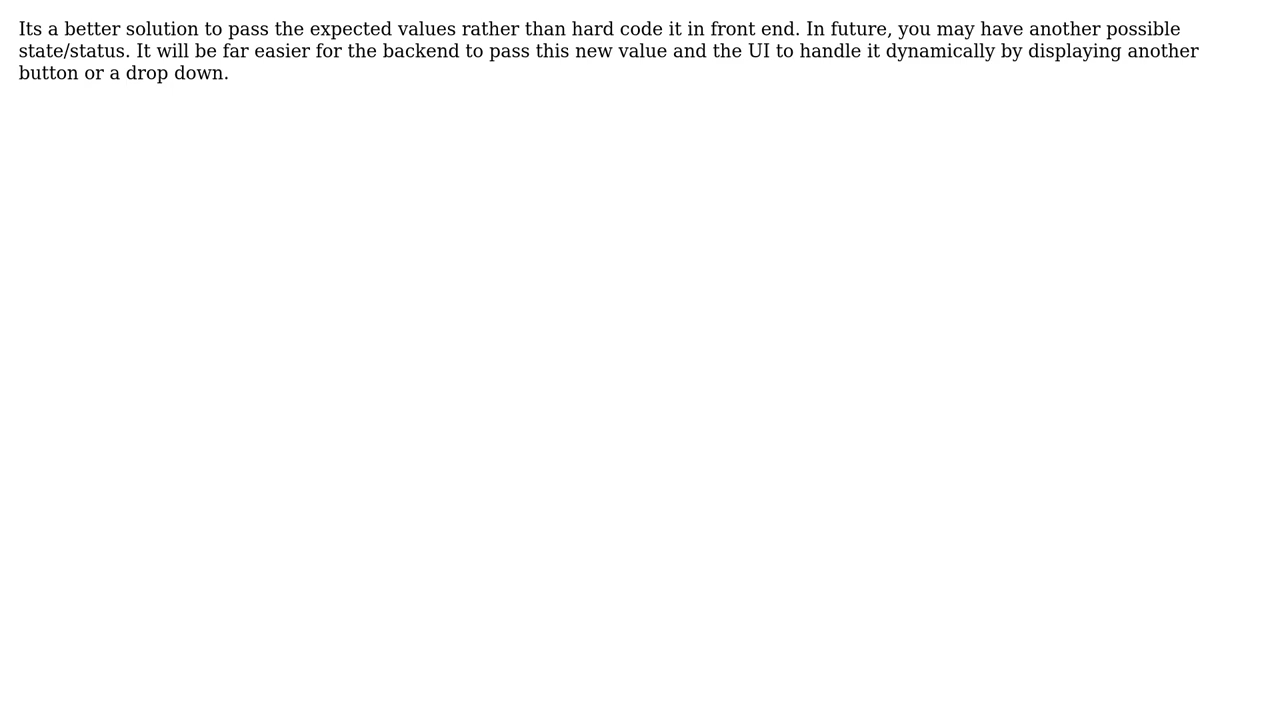 Its a better solution to pass the expected values rather than hard code it in front end. In future, you may have another possible
state/status. It will be far easier for the backend to pass this new value and the UI to handle it dynamically by displaying another
button or a drop down.